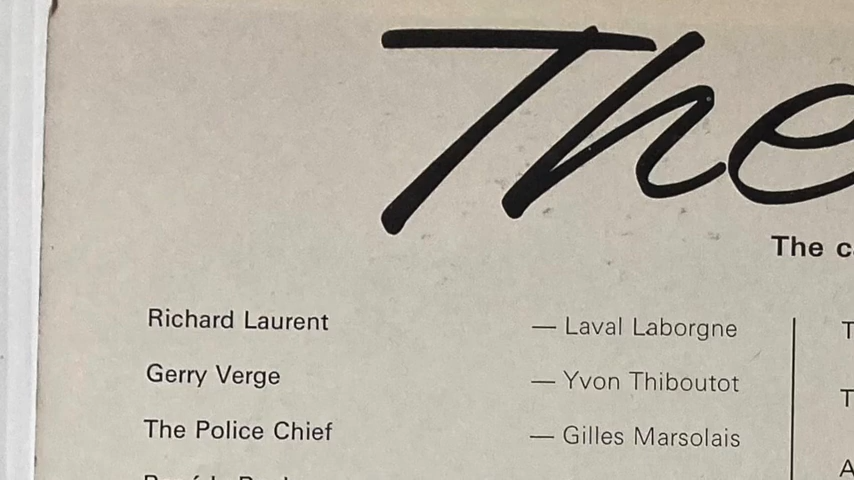 The
The
Richard Laurent — Laval Laborgne
Gerry Verge — Yvon Thiboutot
The Police Chief — Gilles Marsolais